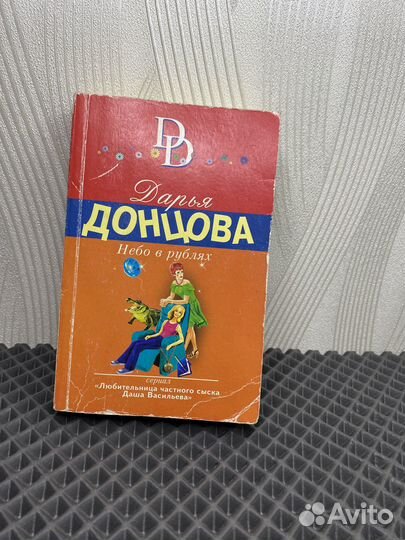 DD
Дарья
ДОНЦОВА
Небо в рублях
сериал
«Любительница частного сыска
Даша Васильева»
Avito